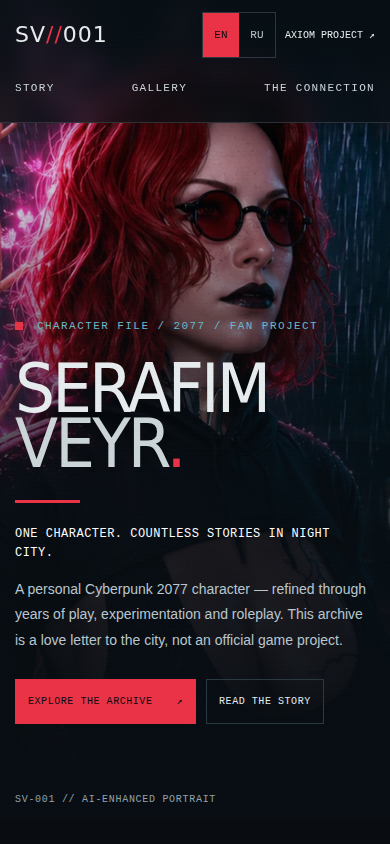 SV//001
EN
RU
AXIOM PROJECT ↗
STORY
GALLERY
THE CONNECTION
CHARACTER FILE / 2077 / FAN PROJECT
SERAFIM
VEYR.
ONE CHARACTER. COUNTLESS STORIES IN NIGHT
CITY.
A personal Cyberpunk 2077 character — refined through
years of play, experimentation and roleplay. This archive
is a love letter to the city, not an official game project.
EXPLORE THE ARCHIVE ↗
READ THE STORY
SV-001 // AI-ENHANCED PORTRAIT